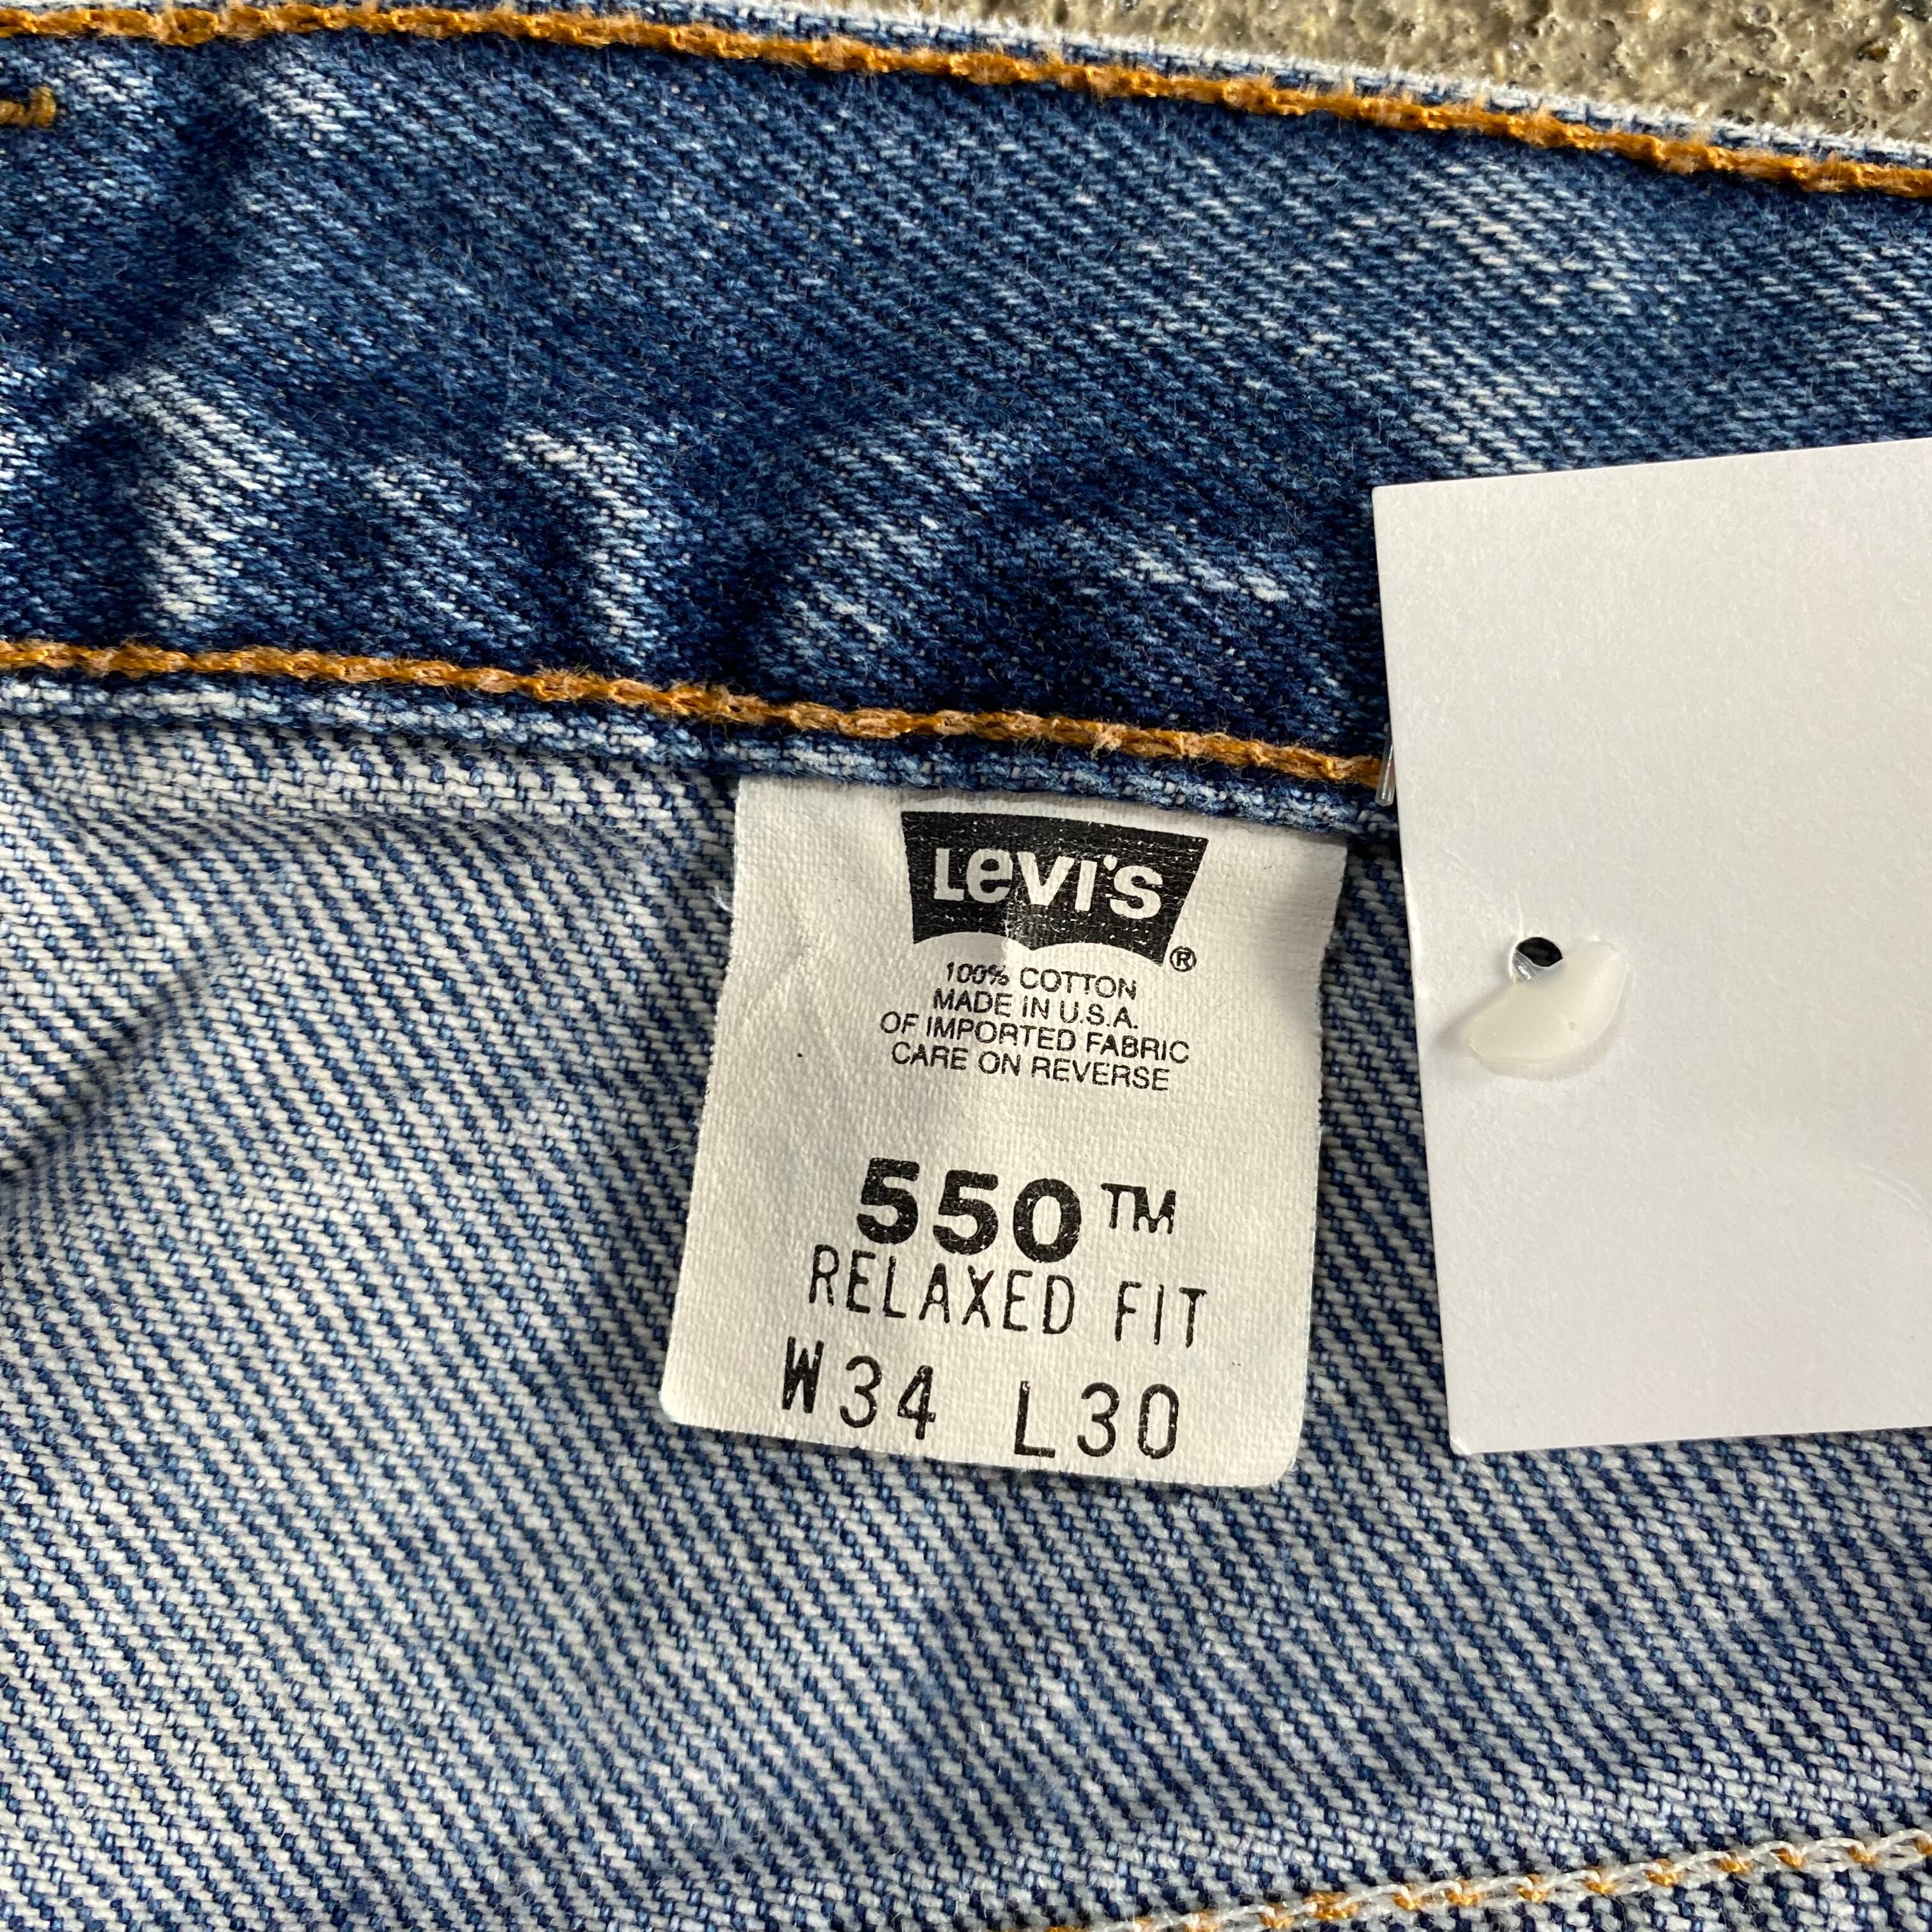 LEVI'S ®
100% COTTON
MADE IN U.S.A.
OF IMPORTED FABRIC
CARE ON REVERSE
550™
RELAXED FIT
W34 L30